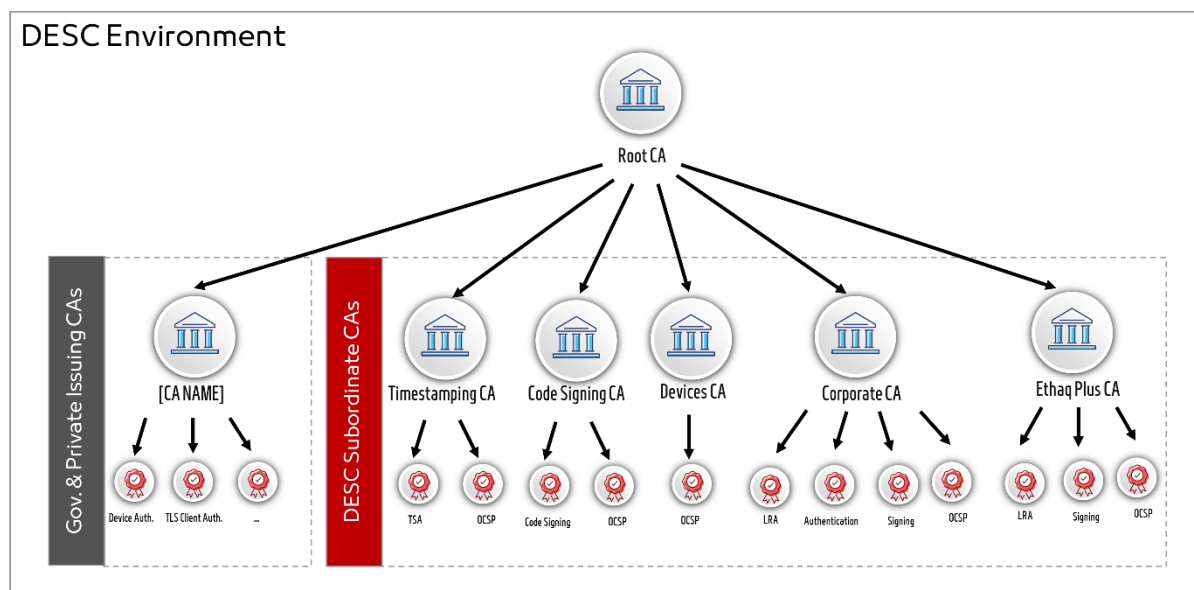 DESC Environment
Root CA
Gov. & Private Issuing CAs
[CA NAME]
Device Auth.
TLS Client Auth.
...
DESC Subordinate CAs
Timestamping CA
Code Signing CA
Devices CA
Corporate CA
Ethaq Plus CA
TSA
OCSP
Code Signing
OCSP
OCSP
LRA
Authentication
Signing
OCSP
LRA
Signing
OCSP